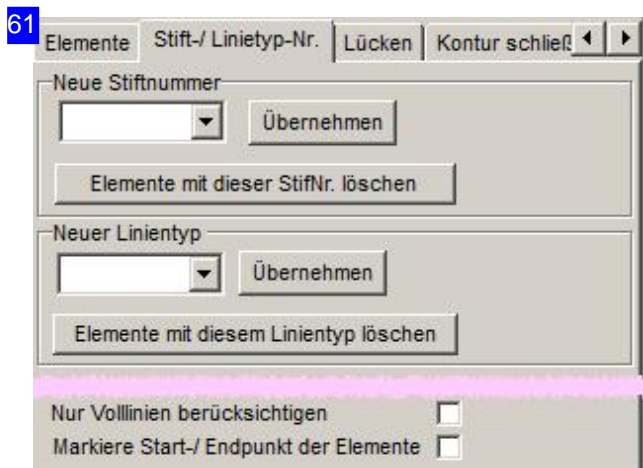 61
Elemente Stift-/ Linietyp-Nr. Lücken Kontur schließ
Neue Stiftnummer
Übernehmen
Elemente mit dieser StifNr. löschen
Neuer Linientyp
Übernehmen
Elemente mit diesem Linientyp löschen
Nur Volllinien berücksichtigen
Markiere Start-/ Endpunkt der Elemente